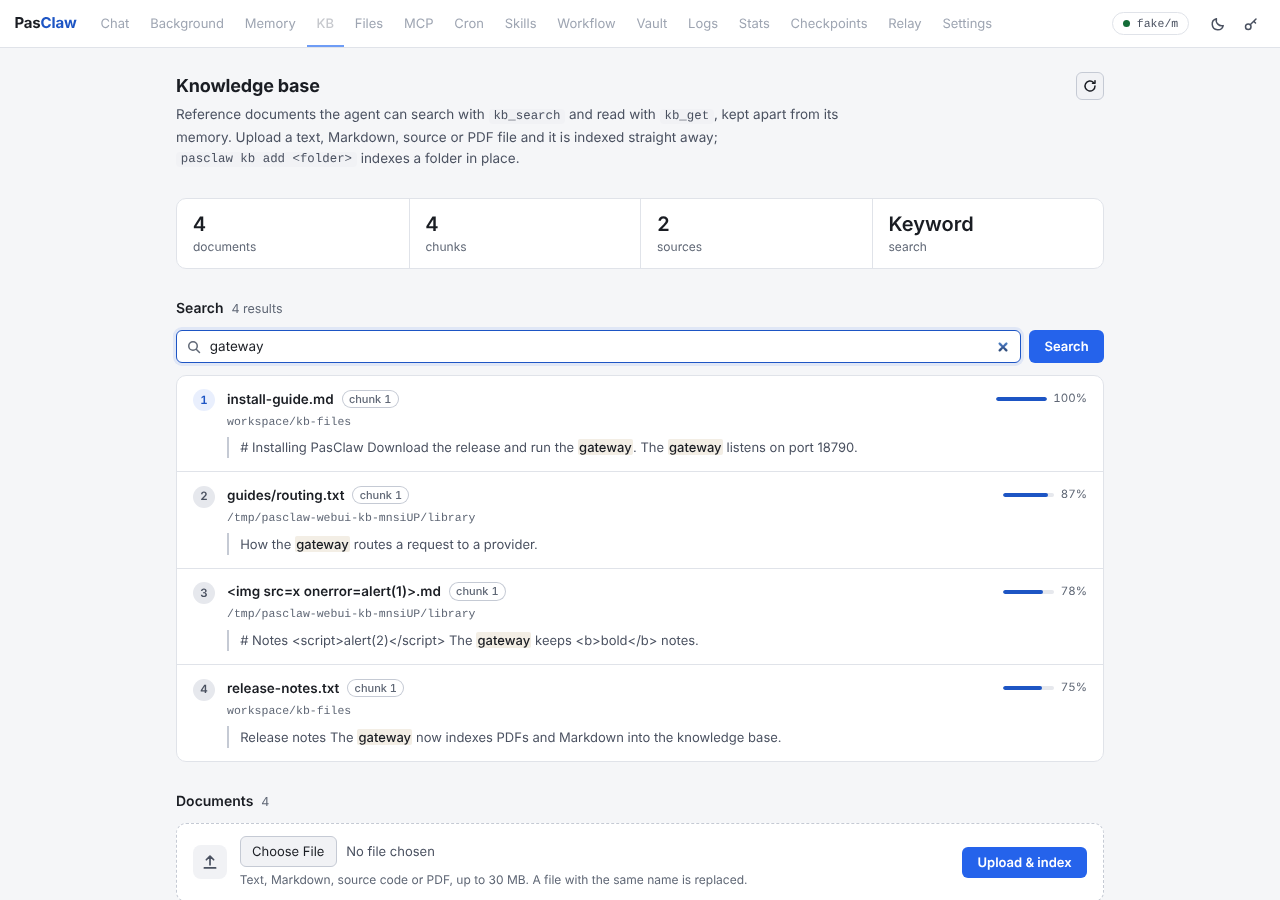 PasClaw Chat Background Memory KB Files MCP Cron Skills Workflow Vault Logs Stats Checkpoints Relay Settings fake/m
Knowledge base
Reference documents the agent can search with kb_search and read with kb_get , kept apart from its
memory. Upload a text, Markdown, source or PDF file and it is indexed straight away;
pasclaw kb add <folder> indexes a folder in place.
4 4 2 Keyword
documents chunks sources search
Search 4 results
gateway Search
1 install-guide.md chunk 1 100%
workspace/kb-files
# Installing PasClaw Download the release and run the gateway. The gateway listens on port 18790.
2 guides/routing.txt chunk 1 87%
/tmp/pasclaw-webui-kb-mnsiUP/library
How the gateway routes a request to a provider.
3 <img src=x onerror=alert(1)>.md chunk 1 78%
/tmp/pasclaw-webui-kb-mnsiUP/library
# Notes <script>alert(2)</script> The gateway keeps <b>bold</b> notes.
4 release-notes.txt chunk 1 75%
workspace/kb-files
Release notes The gateway now indexes PDFs and Markdown into the knowledge base.
Documents 4
Choose File No file chosen Upload & index
Text, Markdown, source code or PDF, up to 30 MB. A file with the same name is replaced.